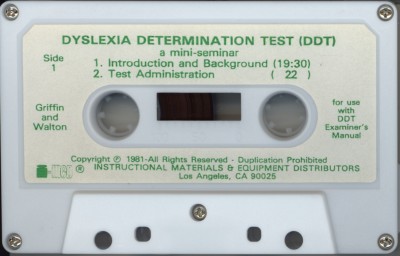 DYSLEXIA DETERMINATION TEST (DDT)
a mini-seminar
Side 1
1. Introduction and Background (19:30)
2. Test Administration ( 22 )
Griffin and Walton
for use with DDT Examiner's Manual
Copyright Ⓟ 1981-All Rights Reserved - Duplication Prohibited
® INSTRUCTIONAL MATERIALS & EQUIPMENT DISTRIBUTORS
Los Angeles, CA 90025